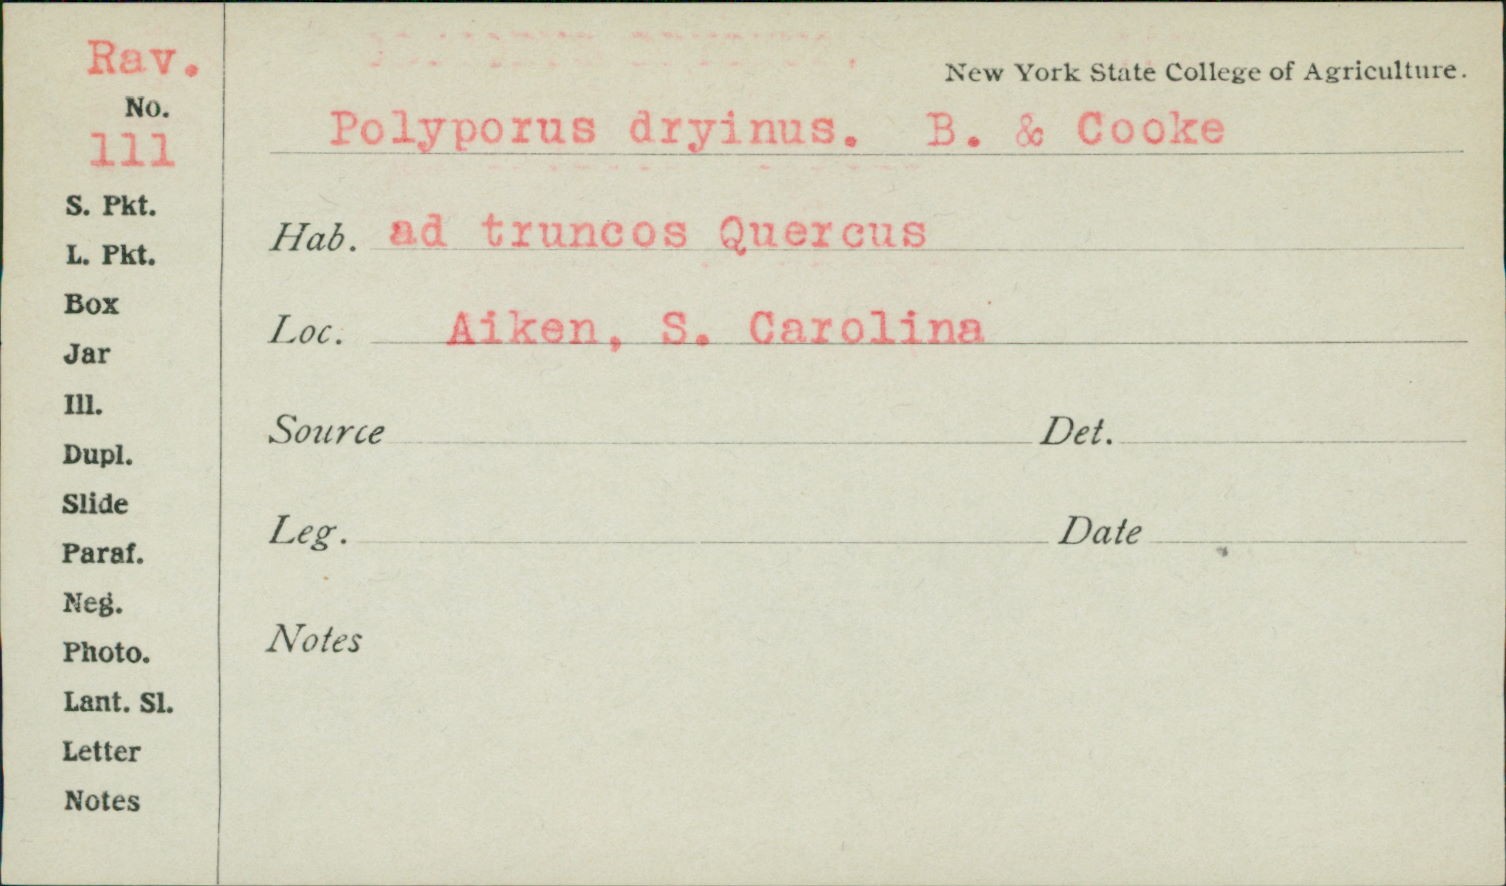 Rav.
No.
111
S. Pkt.
L. Pkt.
Box
Jar
Ill.
Dupl.
Slide
Paraf.
Neg.
Photo.
Lant. Sl.
Letter
Notes
New York State College of Agriculture.
Polyporus dryinus. B. & Cooke
Hab. ad truncos Quercus
Loc. Aiken, S. Carolina
Source Det.
Leg. Date
Notes